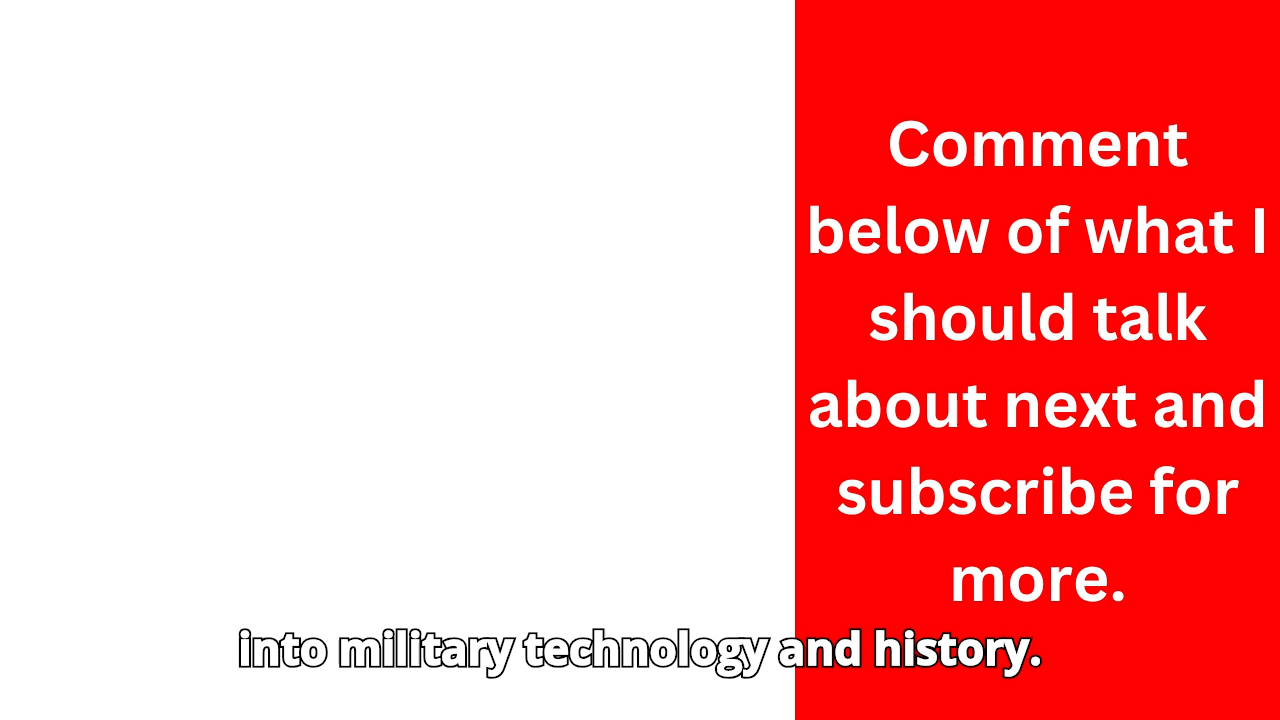 Comment
below of what I
should talk
about next and
subscribe for
more.
into military technology and history.